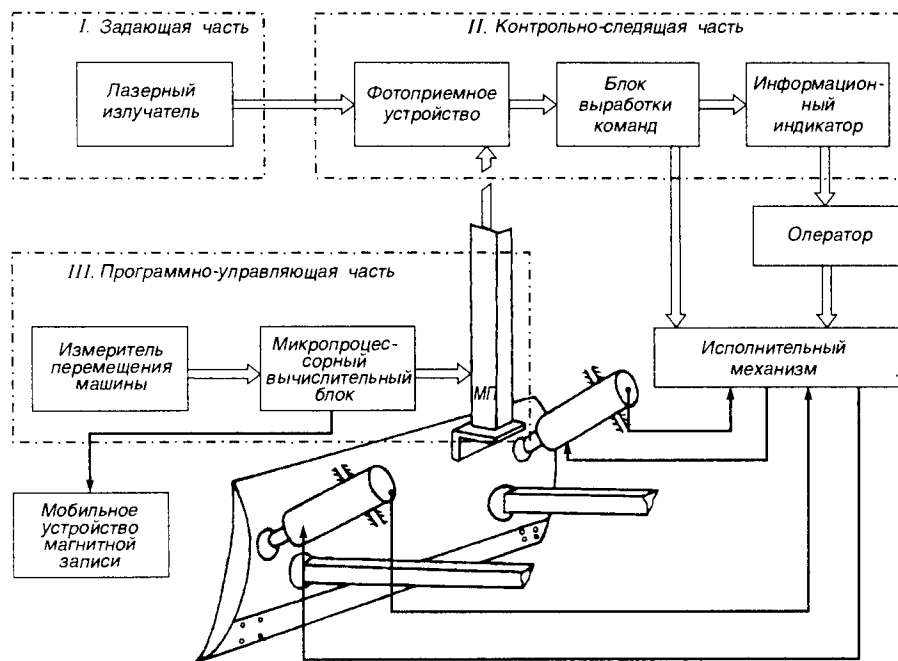 I. Задающая часть
II. Контрольно-следящая часть
Лазерный
излучатель
Фотоприемное
устройство
Блок
выработки
команд
Информацион-
ный
индикатор
Олератор
III. Программно-управляющая часть
Измеритель
перемещения
машины
Микропроцес-
сорный
вычислительный
блок
МП
Исполнительный
механизм
Мобильное
устройство
магнитной
записи